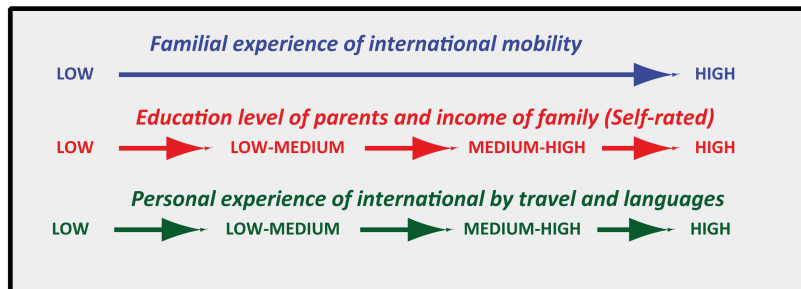 Familial experience of international mobility
LOW HIGH
Education level of parents and income of family (Self-rated)
LOW LOW-MEDIUM MEDIUM-HIGH HIGH
Personal experience of international by travel and languages
LOW LOW-MEDIUM MEDIUM-HIGH HIGH